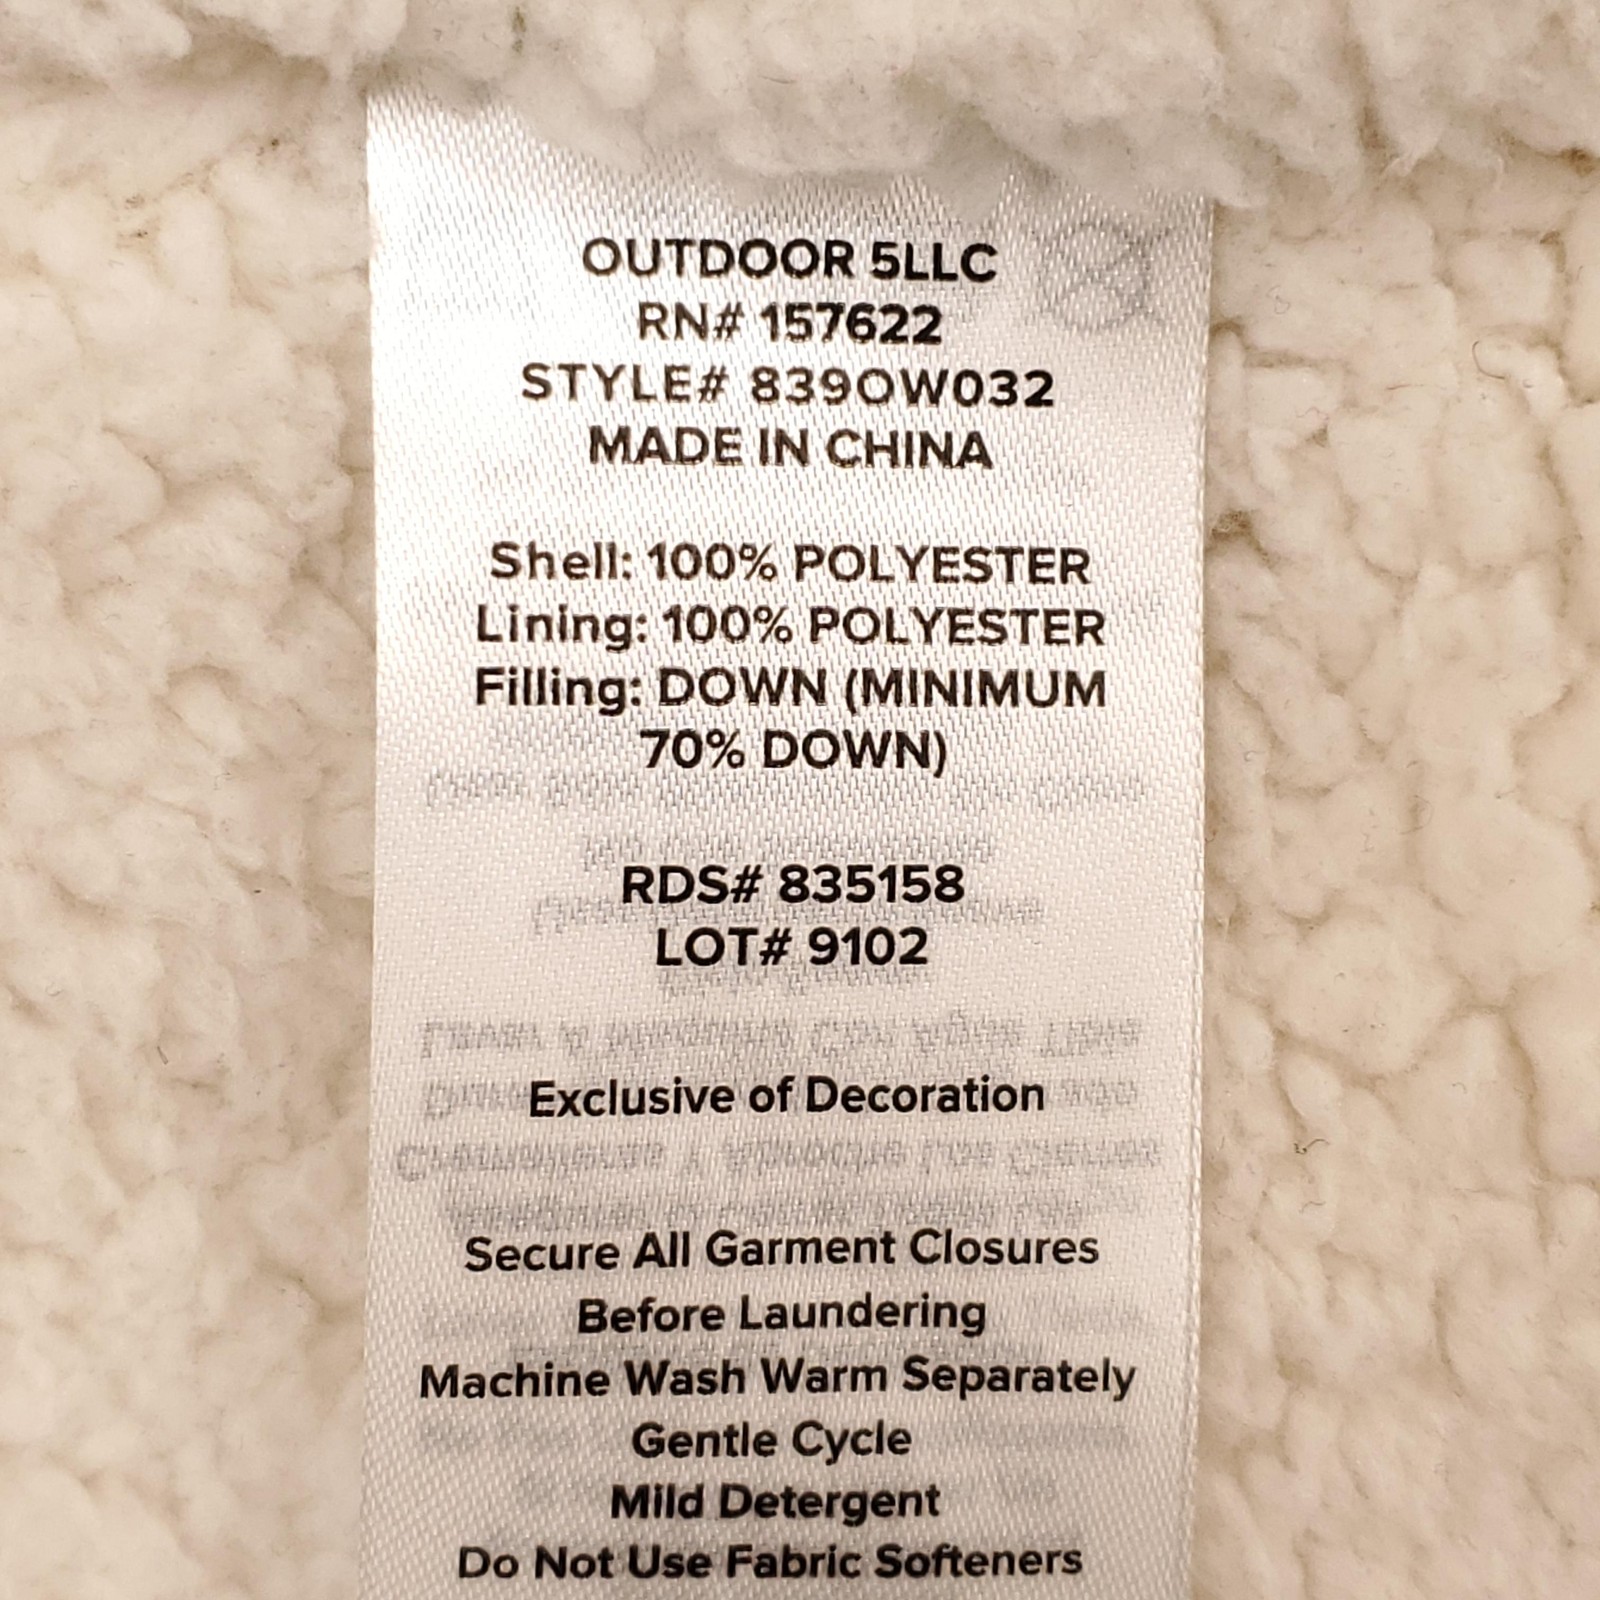 OUTDOOR 5LLC
RN# 157622
STYLE# 839OW032
MADE IN CHINA
Shell: 100% POLYESTER
Lining: 100% POLYESTER
Filling: DOWN (MINIMUM
70% DOWN)
RDS# 835158
LOT# 9102
Exclusive of Decoration
Secure All Garment Closures
Before Laundering
Machine Wash Warm Separately
Gentle Cycle
Mild Detergent
Do Not Use Fabric Softeners